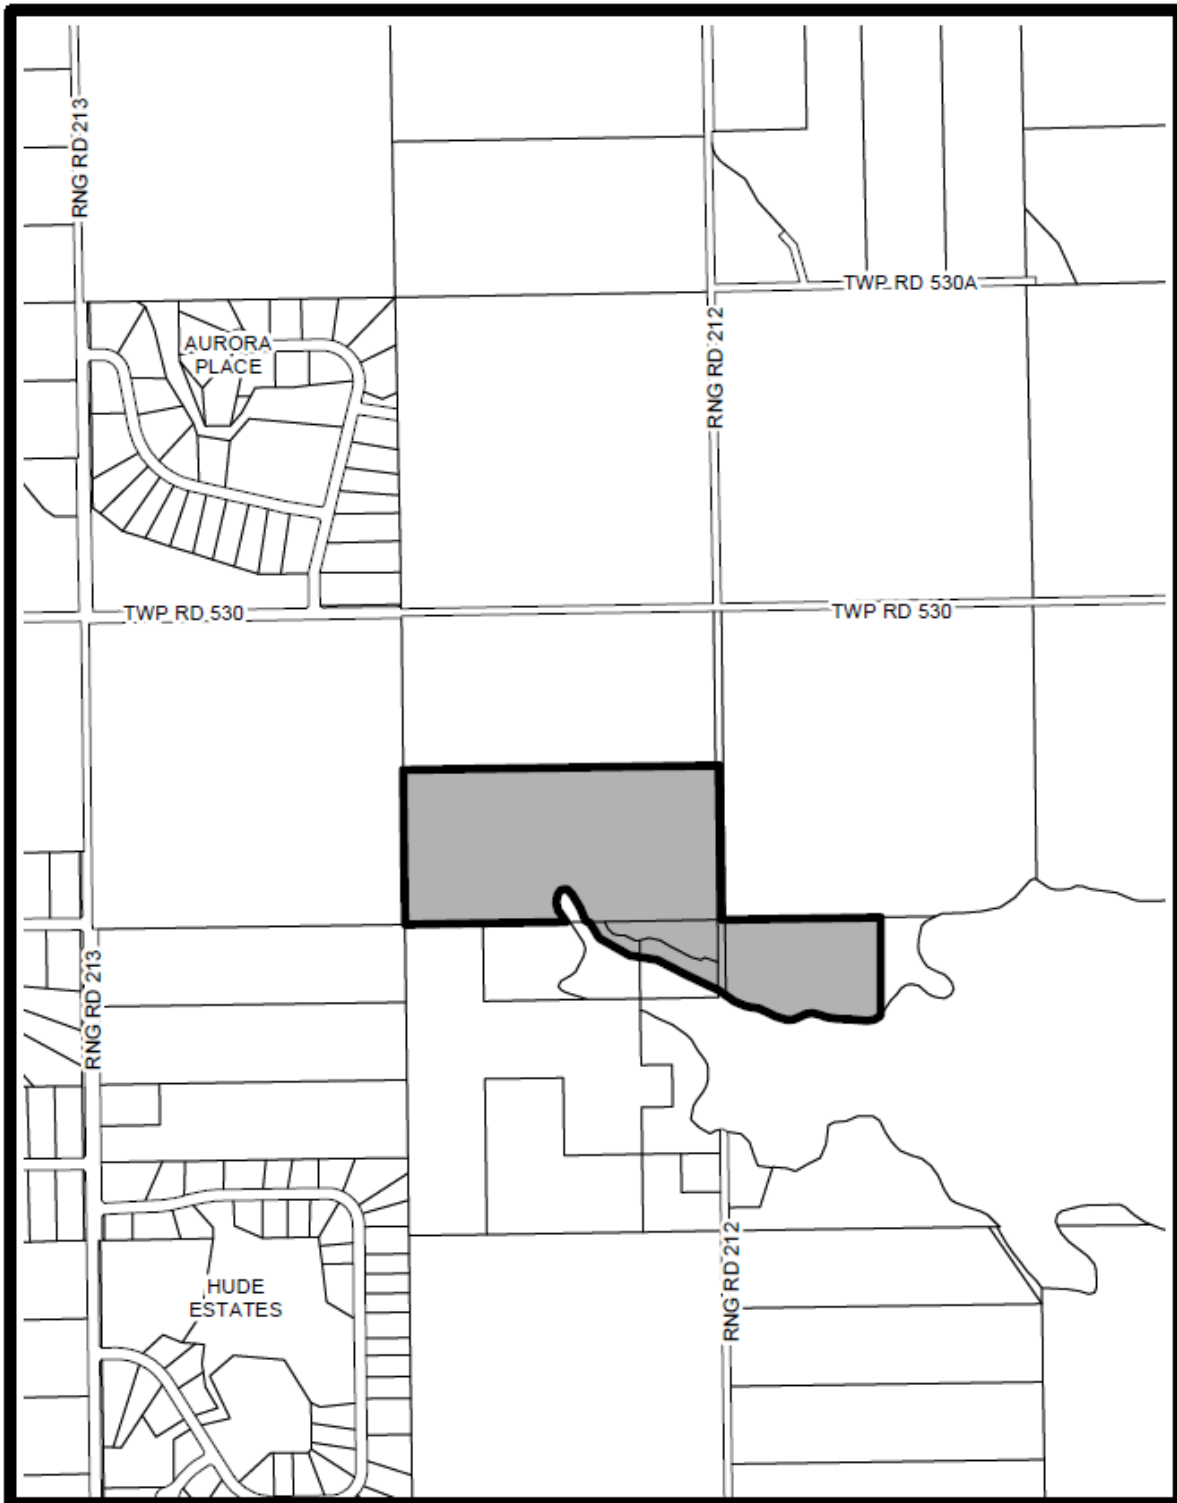 RNG RD 213
TWP RD 530A
RNG RD 212
AURORA
PLACE
TWP RD 530
TWP RD 530
RNG RD 213
RNG RD 212
HUDE
ESTATES